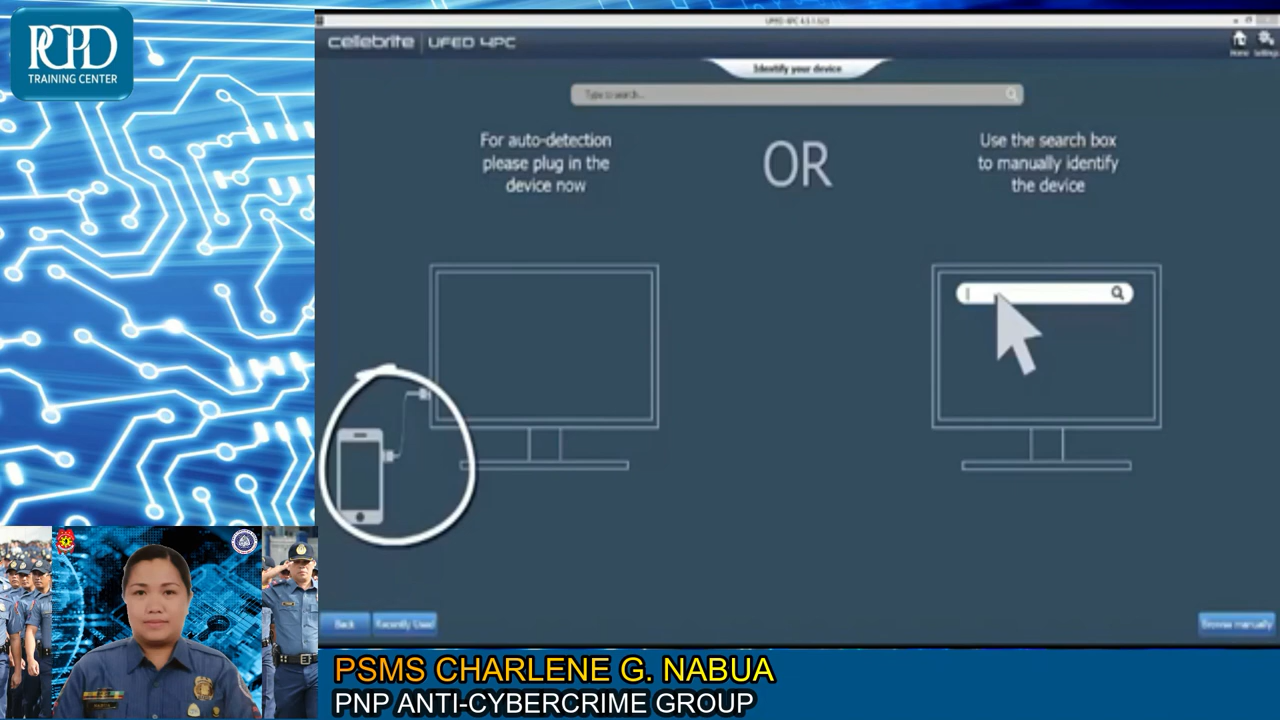 PCPD
TRAINING CENTER
cellebrite | UFED 4PC
Home
Settings
Identify your device
Type to search...
For auto-detection
please plug in the
device now
OR
Use the search box
to manually identify
the device
Back
Recently Used
Browse manually
PSMS CHARLENE G. NABUA
PNP ANTI-CYBERCRIME GROUP